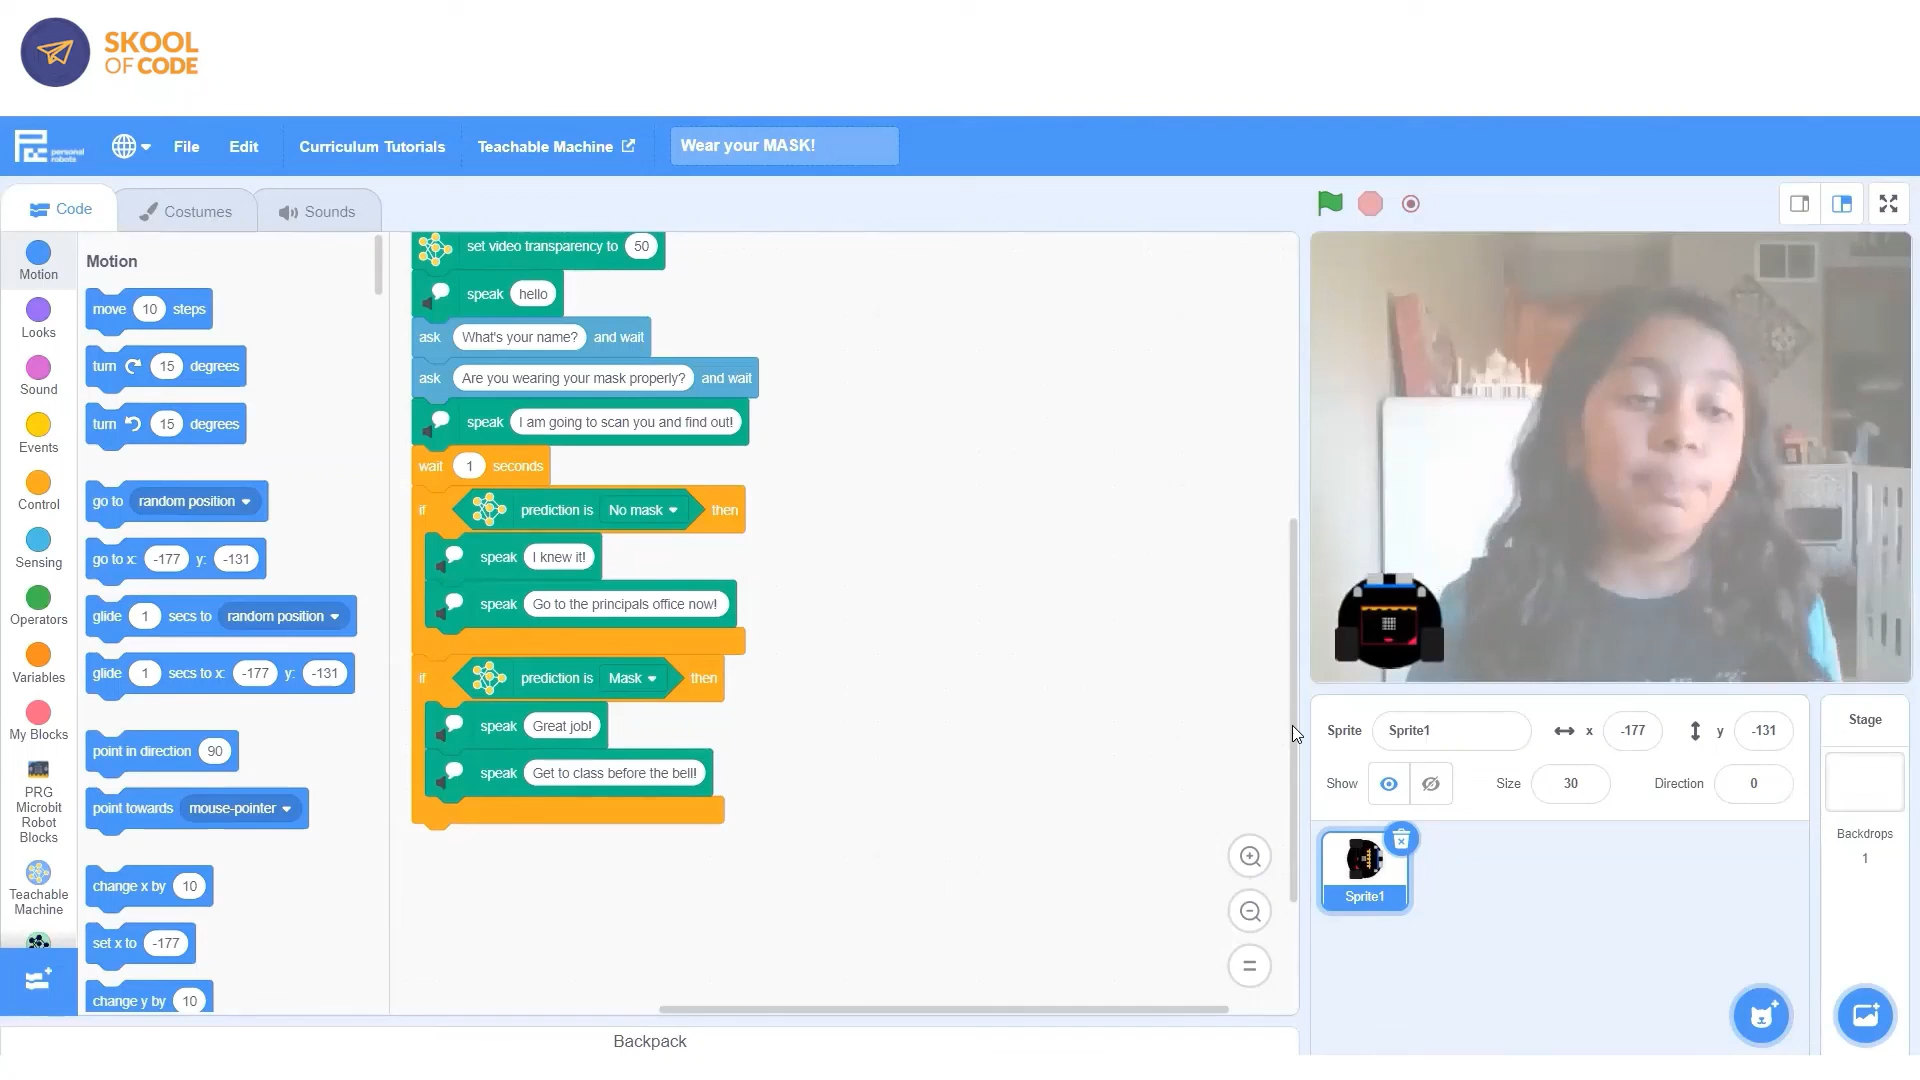 SKOOL
OF CODE
personal
robots
File
Edit
Curriculum Tutorials
Teachable Machine
Wear your MASK!
Code
Costumes
Sounds
Motion
Looks
Sound
Events
Control
Sensing
Operators
Variables
My Blocks
PRG
Microbit
Robot
Blocks
Teachable
Machine
Motion
move 10 steps
turn 15 degrees
turn 15 degrees
go to random position
go to x: -177 y: -131
glide 1 secs to random position
glide 1 secs to x: -177 y: -131
point in direction 90
point towards mouse-pointer
change x by 10
set x to -177
change y by 10
set video transparency to 50
speak hello
ask What's your name? and wait
ask Are you wearing your mask properly? and wait
speak I am going to scan you and find out!
wait 1 seconds
if prediction is No mask then
speak I knew it!
speak Go to the principals office now!
if prediction is Mask then
speak Great job!
speak Get to class before the bell!
Backpack
Sprite Sprite1 x -177 y -131
Show Size 30 Direction 0
Sprite1
Stage
Backdrops
1